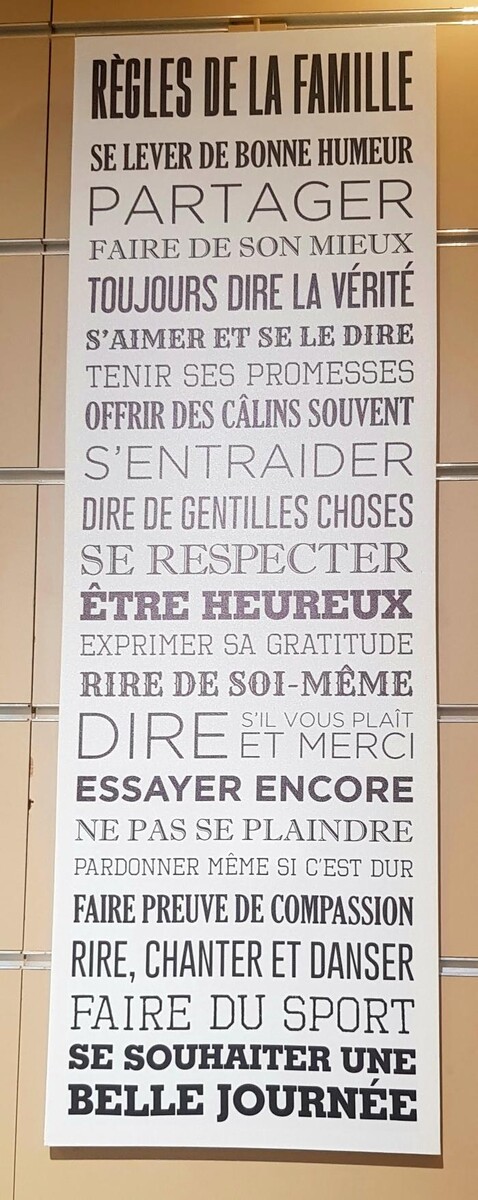 RÈGLES DE LA FAMILLE
SE LEVER DE BONNE HUMEUR
PARTAGER
FAIRE DE SON MIEUX
TOUJOURS DIRE LA VÉRITÉ
S'AIMER ET SE LE DIRE
TENIR SES PROMESSES
OFFRIR DES CÂLINS SOUVENT
S'ENTRAIDER
DIRE DE GENTILLES CHOSES
SE RESPECTER
ÊTRE HEUREUX
EXPRIMER SA GRATITUDE
RIRE DE SOI-MÊME
DIRE S'IL VOUS PLAÎT
ET MERCI
ESSAYER ENCORE
NE PAS SE PLAINDRE
PARDONNER MÊME SI C'EST DUR
FAIRE PREUVE DE COMPASSION
RIRE, CHANTER ET DANSER
FAIRE DU SPORT
SE SOUHAITER UNE
BELLE JOURNÉE